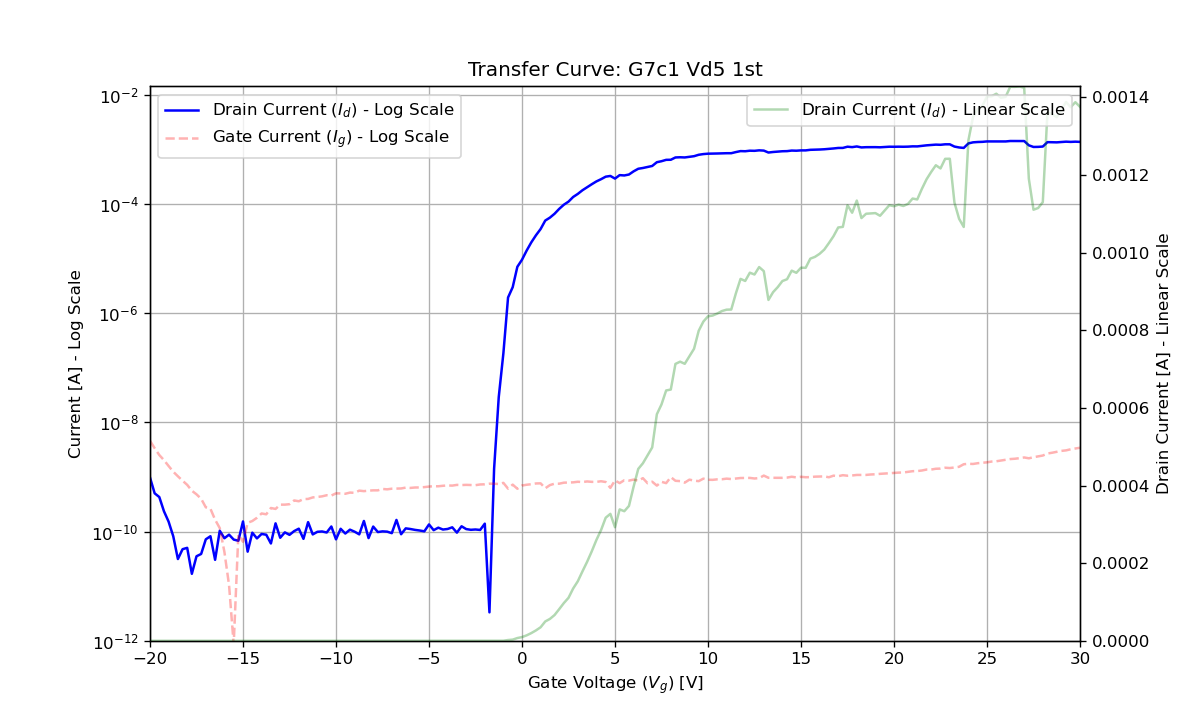 Transfer Curve: G7c1 Vd5 1st
Drain Current (I_d) - Log Scale
Gate Current (I_g) - Log Scale
Drain Current (I_d) - Linear Scale
Current [A] - Log Scale
10^−2
10^−4
10^−6
10^−8
10^−10
10^−12
−20 −15 −10 −5 0 5 10 15 20 25 30
Gate Voltage (V_g) [V]
0.0014
0.0012
0.0010
0.0008
0.0006
0.0004
0.0002
0.0000
Drain Current [A] - Linear Scale